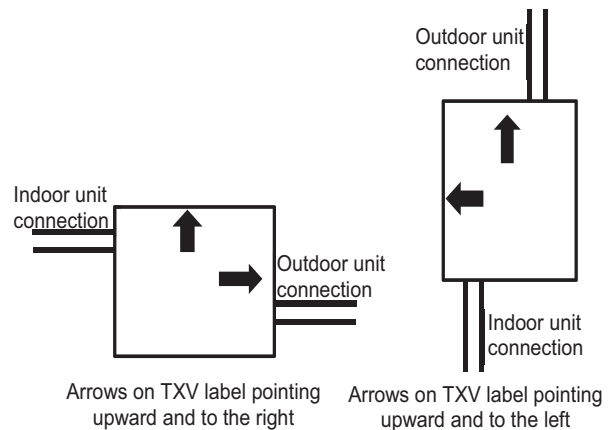 Indoor unit
connection
Outdoor unit
connection
Arrows on TXV label pointing
upward and to the right
Outdoor unit
connection
Indoor unit
connection
Arrows on TXV label pointing
upward and to the left